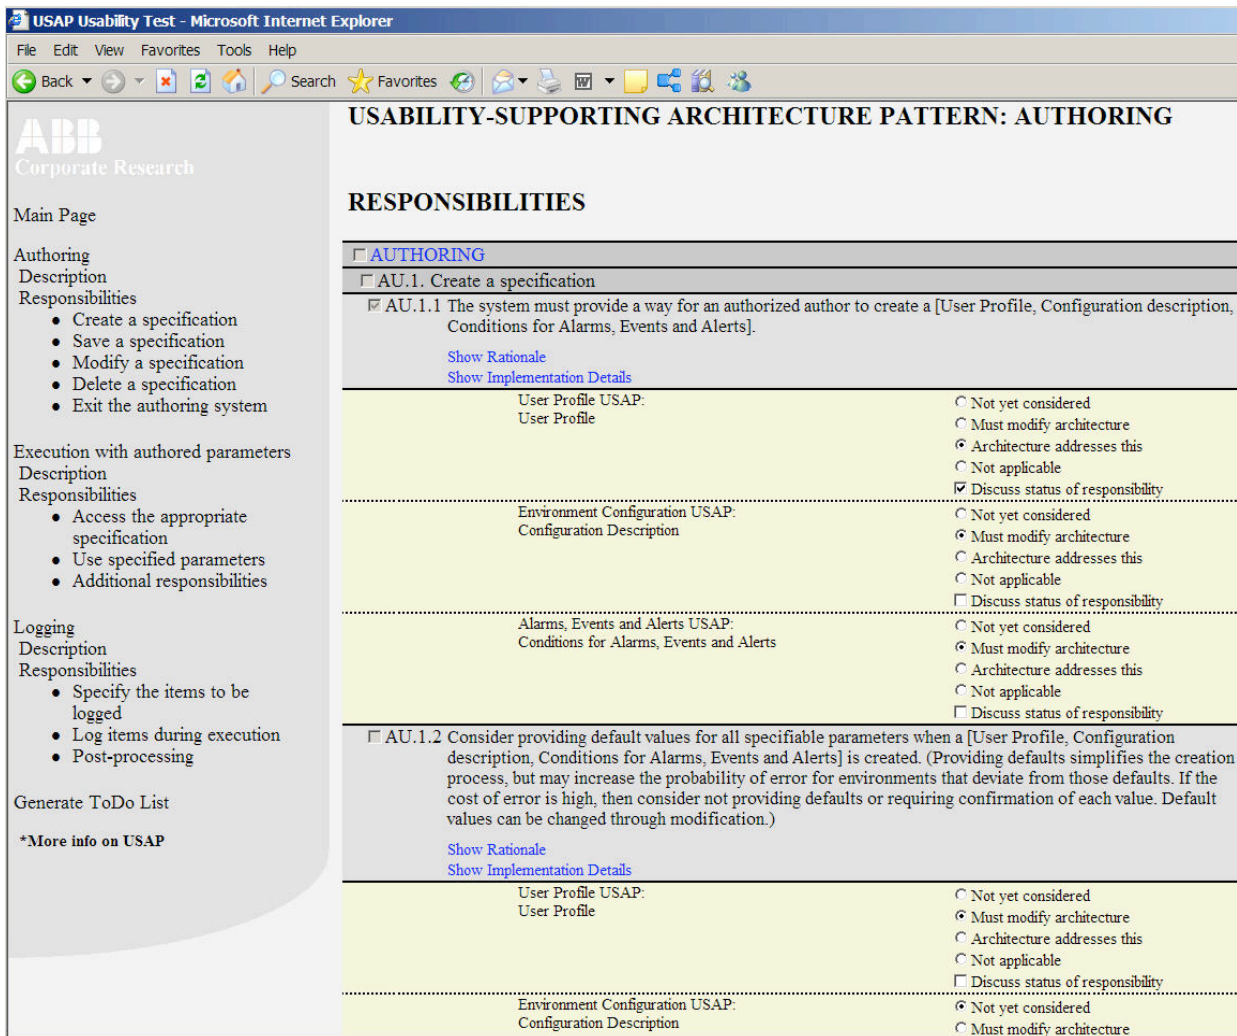 USAP Usability Test - Microsoft Internet Explorer
File Edit View Favorites Tools Help
Back Search Favorites
ABB
Corporate Research
Main Page
Authoring
Description
Responsibilities
• Create a specification
• Save a specification
• Modify a specification
• Delete a specification
• Exit the authoring system
Execution with authored parameters
Description
Responsibilities
• Access the appropriate
specification
• Use specified parameters
• Additional responsibilities
Logging
Description
Responsibilities
• Specify the items to be
logged
• Log items during execution
• Post-processing
Generate ToDo List
*More info on USAP
USABILITY-SUPPORTING ARCHITECTURE PATTERN: AUTHORING
RESPONSIBILITIES
AUTHORING
AU.1. Create a specification
AU.1.1 The system must provide a way for an authorized author to create a [User Profile, Configuration description,
Conditions for Alarms, Events and Alerts].
Show Rationale
Show Implementation Details
User Profile USAP:
User Profile
Not yet considered
Must modify architecture
Architecture addresses this
Not applicable
Discuss status of responsibility
Environment Configuration USAP:
Configuration Description
Not yet considered
Must modify architecture
Architecture addresses this
Not applicable
Discuss status of responsibility
Alarms, Events and Alerts USAP:
Conditions for Alarms, Events and Alerts
Not yet considered
Must modify architecture
Architecture addresses this
Not applicable
Discuss status of responsibility
AU.1.2 Consider providing default values for all specifiable parameters when a [User Profile, Configuration
description, Conditions for Alarms, Events and Alerts] is created. (Providing defaults simplifies the creation
process, but may increase the probability of error for environments that deviate from those defaults. If the
cost of error is high, then consider not providing defaults or requiring confirmation of each value. Default
values can be changed through modification.)
Show Rationale
Show Implementation Details
User Profile USAP:
User Profile
Not yet considered
Must modify architecture
Architecture addresses this
Not applicable
Discuss status of responsibility
Environment Configuration USAP:
Configuration Description
Not yet considered
Must modify architecture